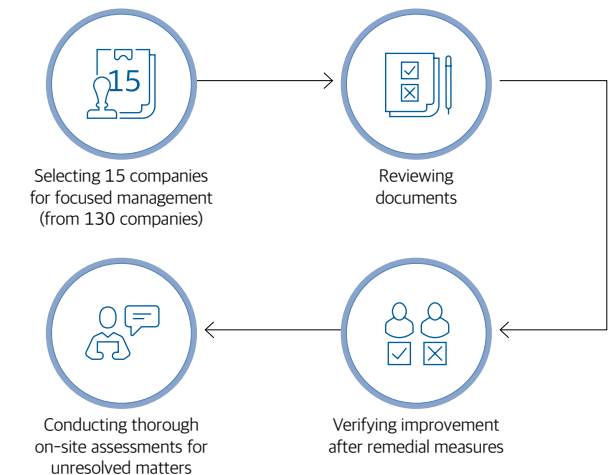 15
Selecting 15 companies
for focused management
(from 130 companies)
Reviewing
documents
Verifying improvement
after remedial measures
Conducting thorough
on-site assessments for
unresolved matters